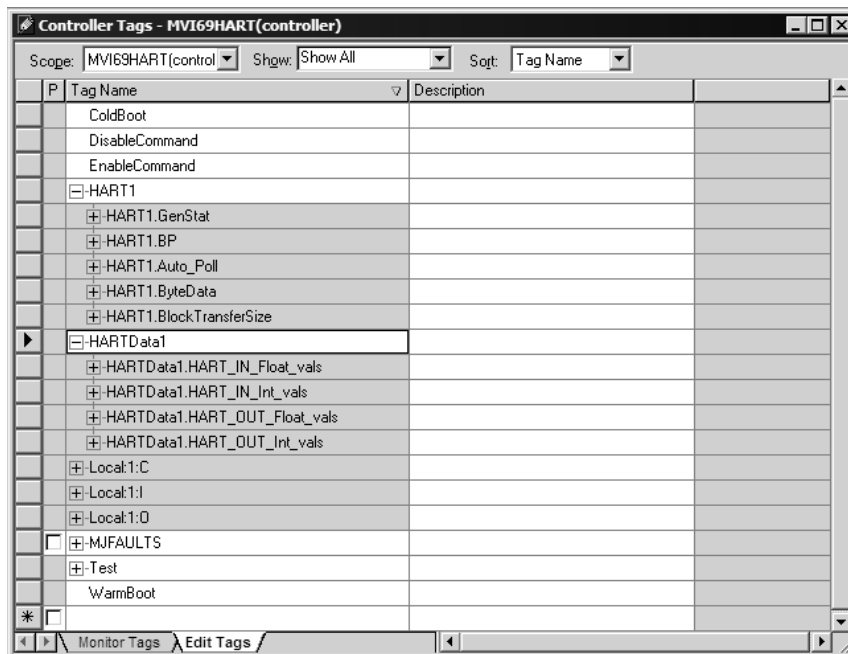 Controller Tags - MVI69HART(controller)
Scope: MVI69HART(control Show: Show All Sort: Tag Name
P Tag Name Description
ColdBoot
DisableCommand
EnableCommand
HART1
HART1.GenStat
HART1.BP
HART1.Auto_Poll
HART1.ByteData
HART1.BlockTransferSize
HARTData1
HARTData1.HART_IN_Float_vals
HARTData1.HART_IN_Int_vals
HARTData1.HART_OUT_Float_vals
HARTData1.HART_OUT_Int_vals
Local:1:C
Local:1:I
Local:1:O
MJFAULTS
Test
WarmBoot
Monitor Tags Edit Tags